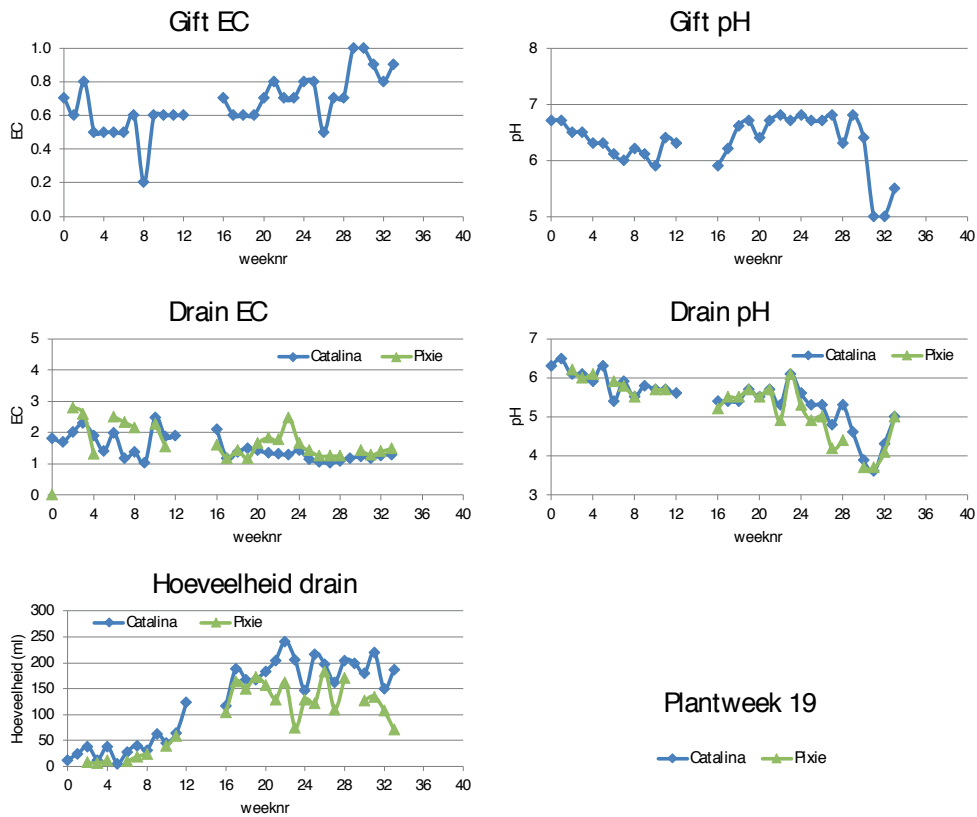 Gift EC
1.0
0.8
0.6
0.4
0.2
0.0
EC
0 4 8 12 16 20 24 28 32 36 40
weeknr
Gift pH
8
7
6
5
pH
0 4 8 12 16 20 24 28 32 36 40
weeknr
Drain EC
5
4
3
2
1
0
EC
Catalina Pixie
0 4 8 12 16 20 24 28 32 36 40
weeknr
Drain pH
7
6
5
4
3
pH
Catalina Pixie
0 4 8 12 16 20 24 28 32 36 40
weeknr
Hoeveelheid drain
300
250
200
150
100
50
0
Hoeveelheid (ml)
Catalina Pixie
0 4 8 12 16 20 24 28 32 36 40
weeknr
Plantweek 19
Catalina Pixie